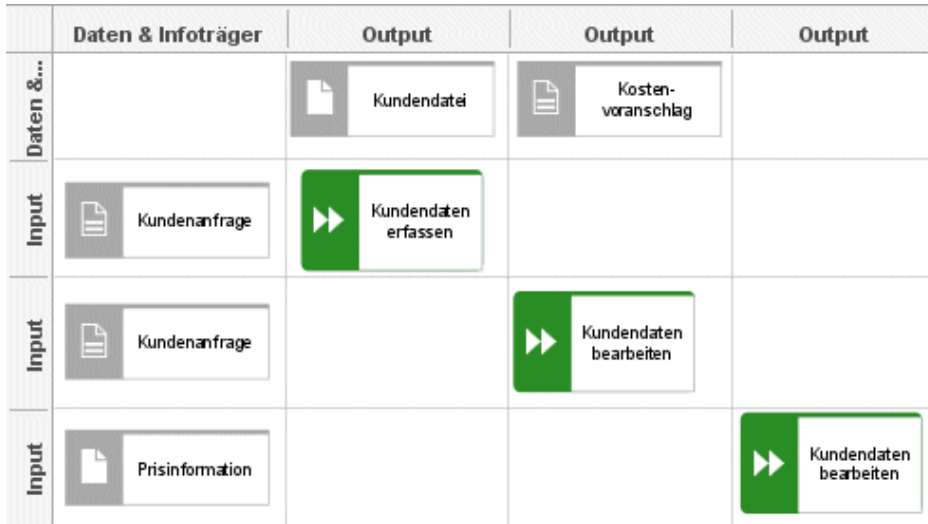 Daten & Infoträger
Output
Output
Output
Daten &...
Kundendatei
Kosten-
voranschlag
Input
Kundenanfrage
Kundendaten
erfassen
Input
Kundenanfrage
Kundendaten
bearbeiten
Input
Prisinformation
Kundendaten
bearbeiten